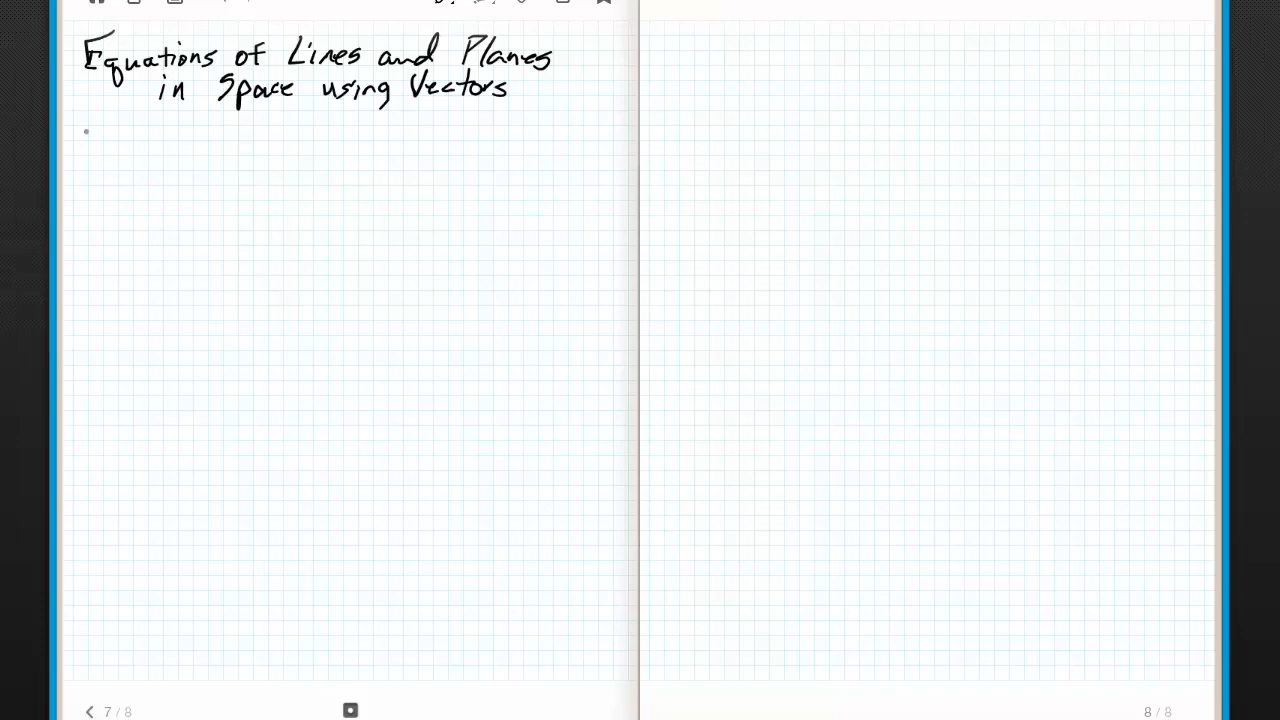 Equations of Lines and Planes
in Space using Vectors
7 / 8
8 / 8